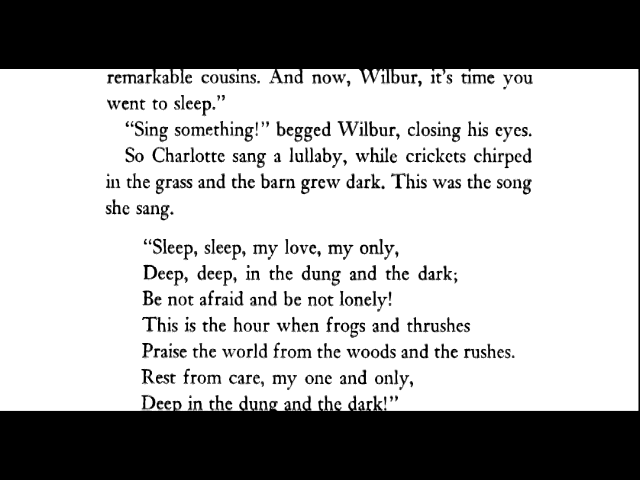 remarkable cousins. And now, Wilbur, it's time you
went to sleep.”
“Sing something!” begged Wilbur, closing his eyes.
So Charlotte sang a lullaby, while crickets chirped
in the grass and the barn grew dark. This was the song
she sang.
“Sleep, sleep, my love, my only,
Deep, deep, in the dung and the dark;
Be not afraid and be not lonely!
This is the hour when frogs and thrushes
Praise the world from the woods and the rushes.
Rest from care, my one and only,
Deep in the dung and the dark!”